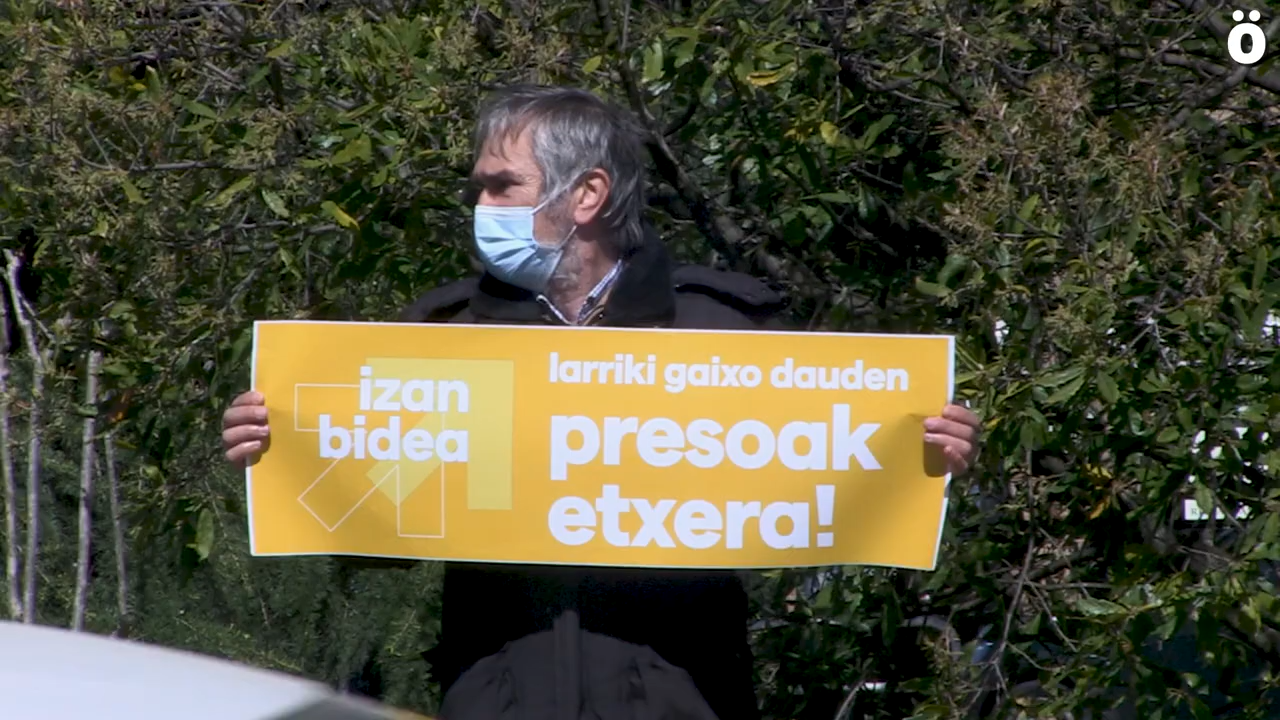 ö
izan
bidea
larriki gaixo dauden
presoak
etxera!